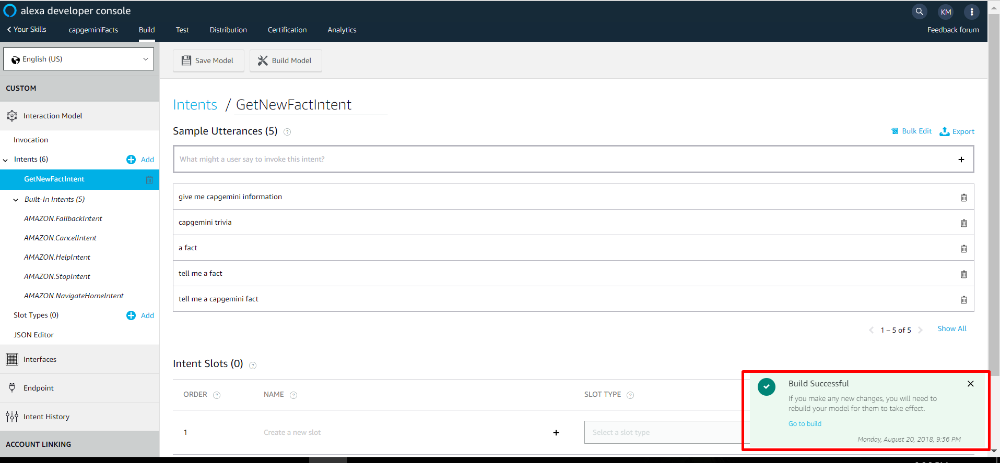 alexa developer console
KM
Your Skills
capgeminiFacts
Build
Test
Distribution
Certification
Analytics
Feedback forum
English (US)
Save Model
Build Model
CUSTOM
Interaction Model
Invocation
Intents (6)
Add
GetNewFactIntent
Built-In Intents (5)
AMAZON.FallbackIntent
AMAZON.CancelIntent
AMAZON.HelpIntent
AMAZON.StopIntent
AMAZON.NavigateHomeIntent
Slot Types (0)
Add
JSON Editor
Interfaces
Endpoint
Intent History
ACCOUNT LINKING
Intents / GetNewFactIntent
Sample Utterances (5) ?
Bulk Edit
Export
What might a user say to invoke this intent?
give me capgemini information
capgemini trivia
a fact
tell me a fact
tell me a capgemini fact
1 – 5 of 5
Show All
Intent Slots (0) ?
ORDER ?
NAME ?
SLOT TYPE ?
1
Create a new slot
Select a slot type
Build Successful
If you make any new changes, you will need to
rebuild your model for them to take effect.
Go to build
Monday, August 20, 2018, 9:36 PM